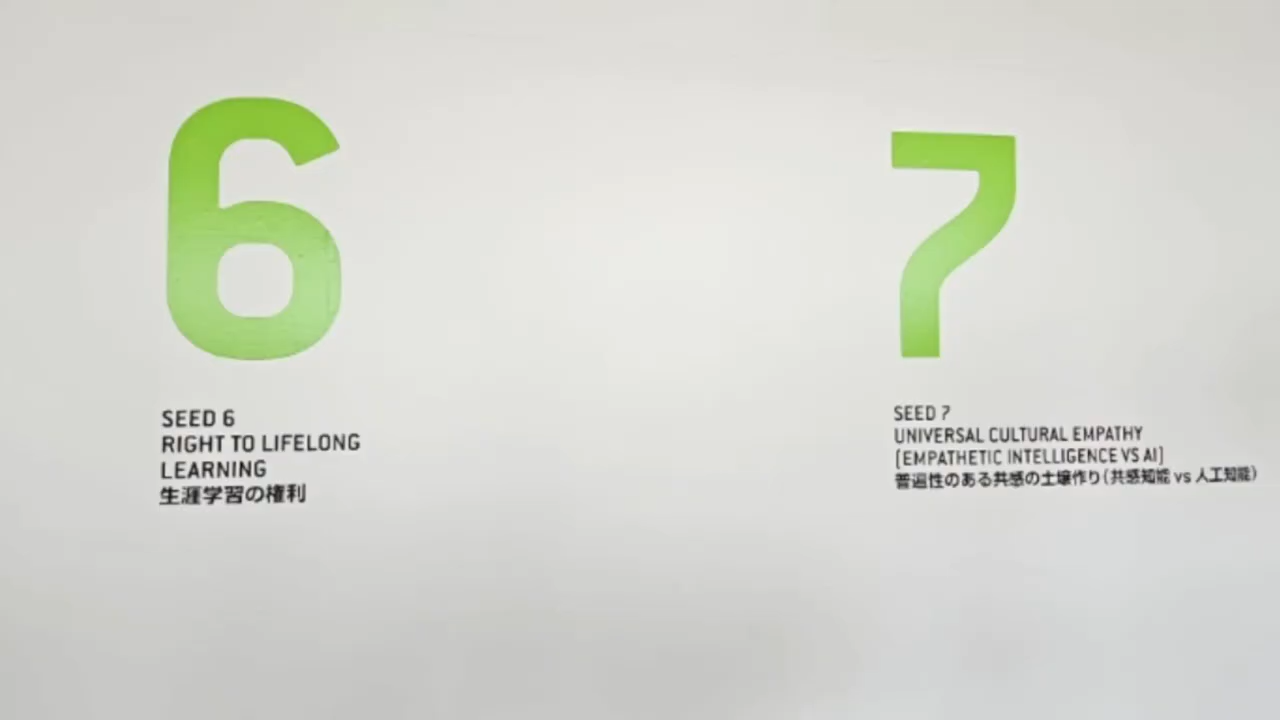 6
SEED 6
RIGHT TO LIFELONG
LEARNING
生涯学習の権利
7
SEED 7
UNIVERSAL CULTURAL EMPATHY
[EMPATHETIC INTELLIGENCE VS AI]
普遍性のある共感の土壌作り（共感知能 vs 人工知能）